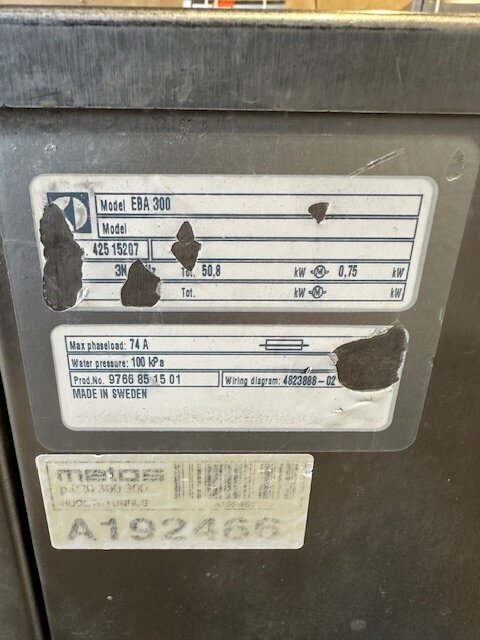 Model EBA 300
Model
425 15207
3N Hz Tot. 50,8 kW M 0,75 kW
Tot. kW M kW
Max phaseload: 74 A
Water pressure: 100 kPa
Prod.No. 9766 85 15 01 Wiring diagram: 4823888-02
MADE IN SWEDEN
metos
A192466